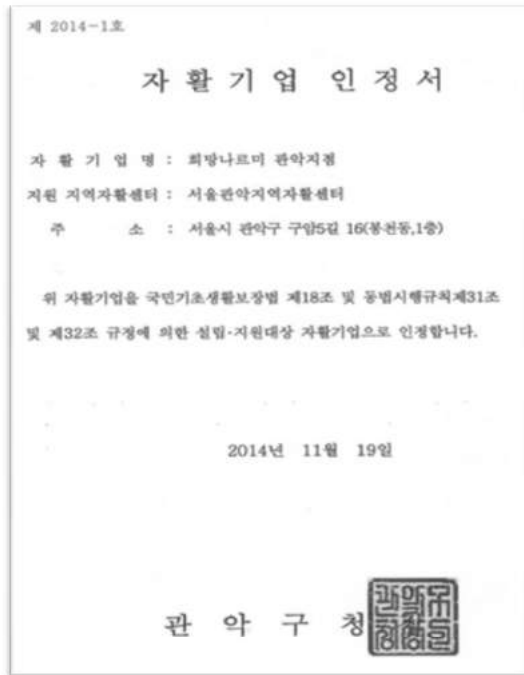 제 2014-1호
자 활 기 업 인 정 서
자 활 기 업 명 : 희망나르미 관악지점
지원 지역자활센터 : 서울관악지역자활센터
주 소 : 서울시 관악구 구암5길 16(봉천동,1층)
위 자활기업을 국민기초생활보장법 제18조 및 동법시행규칙제31조
및 제32조 규정에 의한 설립·지원대상 자활기업으로 인정합니다.
2014년 11월 19일
관 악 구 청